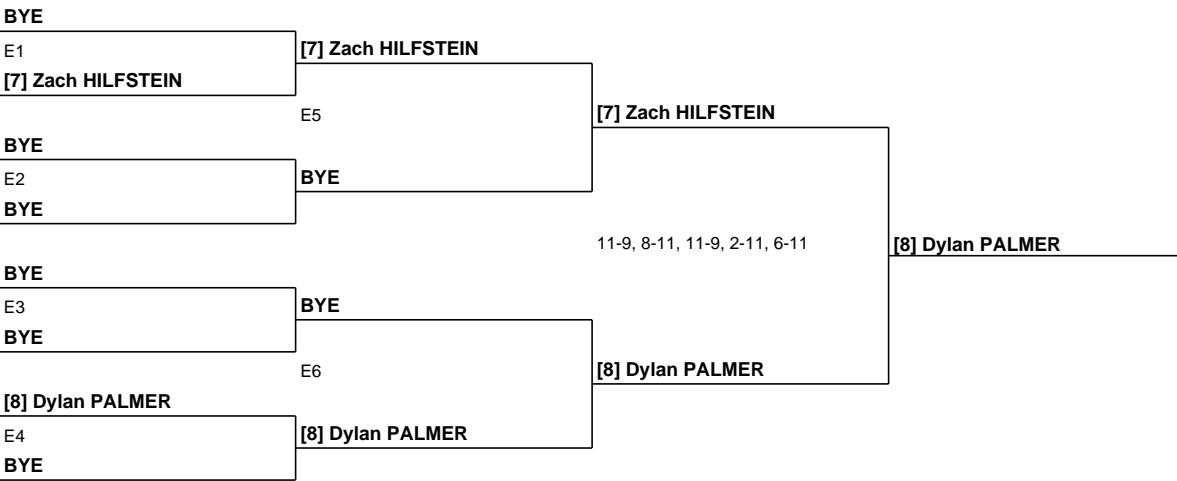 BYE
E1
[7] Zach HILFSTEIN
[7] Zach HILFSTEIN
E5
[7] Zach HILFSTEIN
BYE
E2
BYE
BYE
11-9, 8-11, 11-9, 2-11, 6-11
[8] Dylan PALMER
BYE
E3
BYE
BYE
E6
[8] Dylan PALMER
[8] Dylan PALMER
E4
[8] Dylan PALMER
BYE